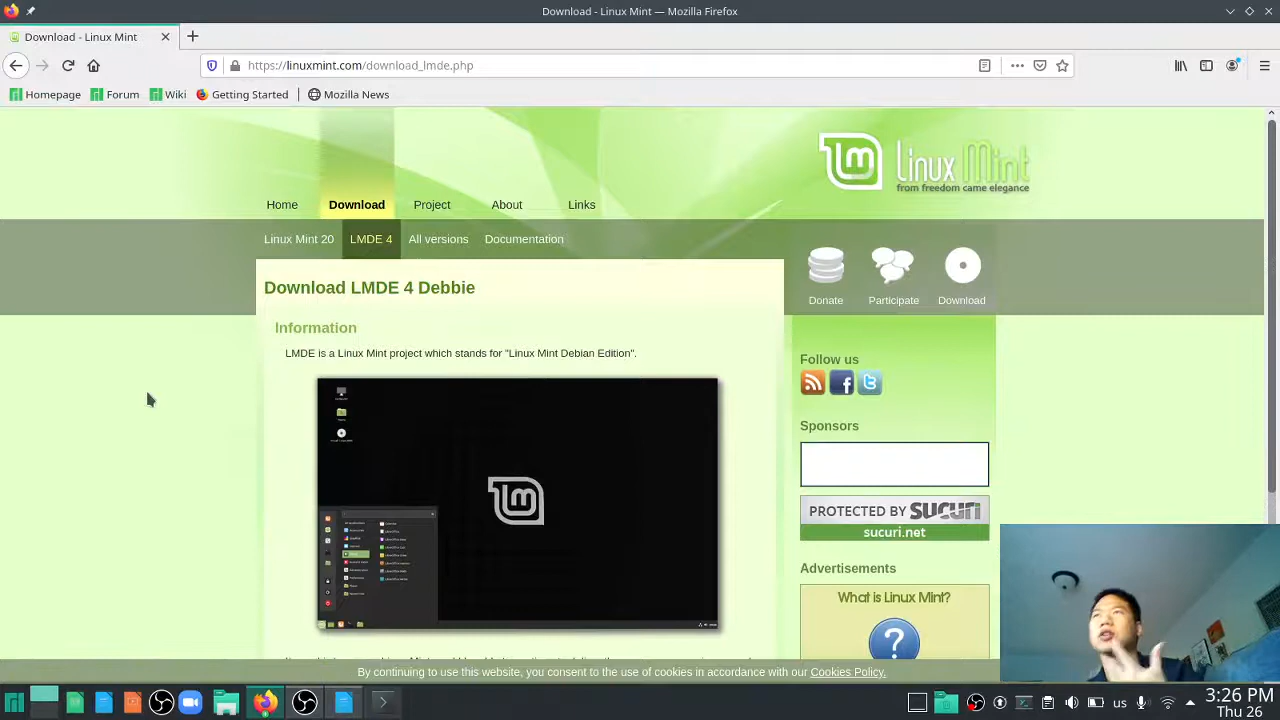 Download - Linux Mint — Mozilla Firefox
Download - Linux Mint
https://linuxmint.com/download_lmde.php
Homepage
Forum
Wiki
Getting Started
Mozilla News
Linux Mint
from freedom came elegance
Home
Download
Project
About
Links
Linux Mint 20
LMDE 4
All versions
Documentation
Donate
Participate
Download
Download LMDE 4 Debbie
Information
LMDE is a Linux Mint project which stands for "Linux Mint Debian Edition".
Follow us
Sponsors
PROTECTED BY SUCURI
sucuri.net
Advertisements
What is Linux Mint?
?
By continuing to use this website, you consent to the use of cookies in accordance with our Cookies Policy.
us
3:26 PM
Thu 26